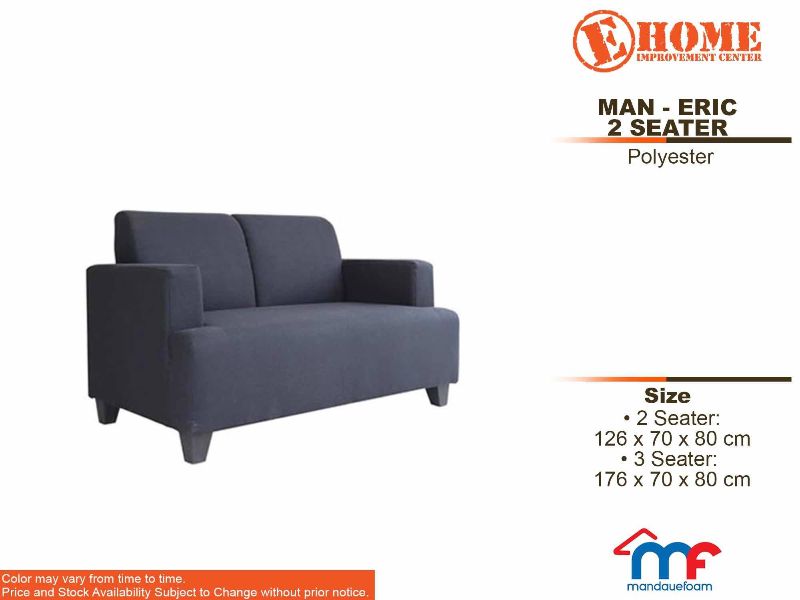 E HOME
IMPROVEMENT CENTER
MAN - ERIC
2 SEATER
Polyester
Size
• 2 Seater:
126 x 70 x 80 cm
• 3 Seater:
176 x 70 x 80 cm
mf
mandauefoam
Color may vary from time to time.
Price and Stock Availability Subject to Change without prior notice.